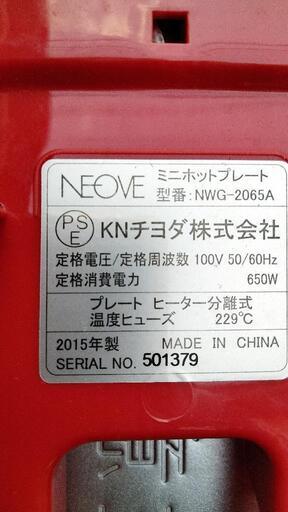 NEOVE ミニホットプレート
型番:NWG-2065A
PSE KNチヨダ株式会社
定格電圧/定格周波数 100V 50/60Hz
定格消費電力 650W
プレート ヒーター分離式
温度ヒューズ 229℃
2015年製 MADE IN CHINA
SERIAL NO. 501379